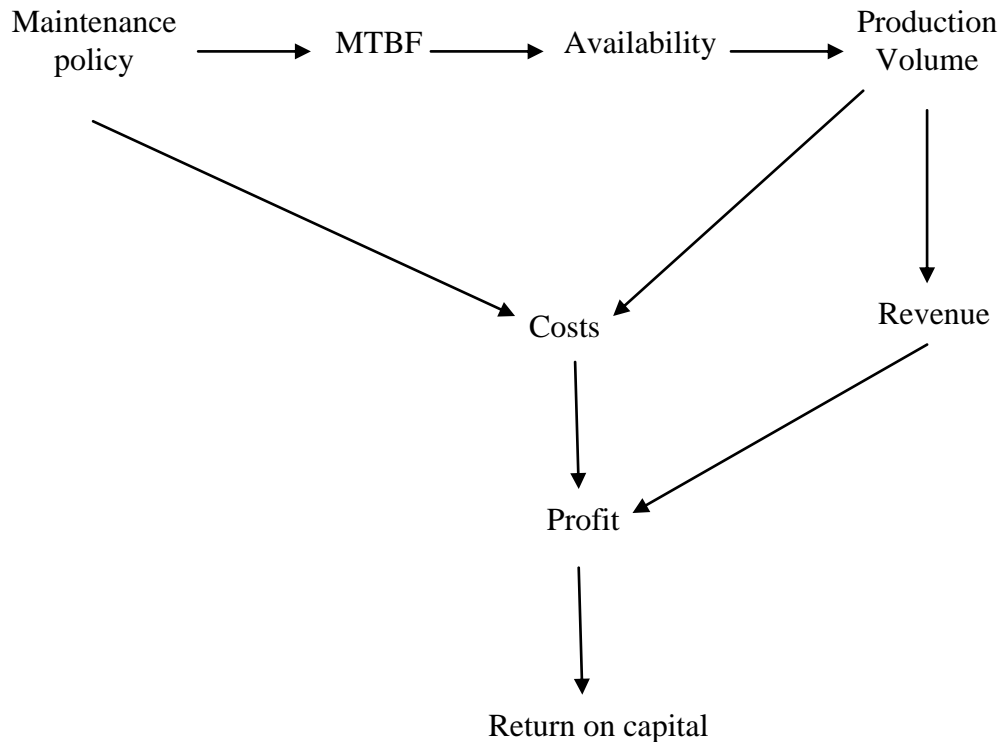 Maintenance
policy
MTBF
Availability
Production
Volume
Costs
Revenue
Profit
Return on capital